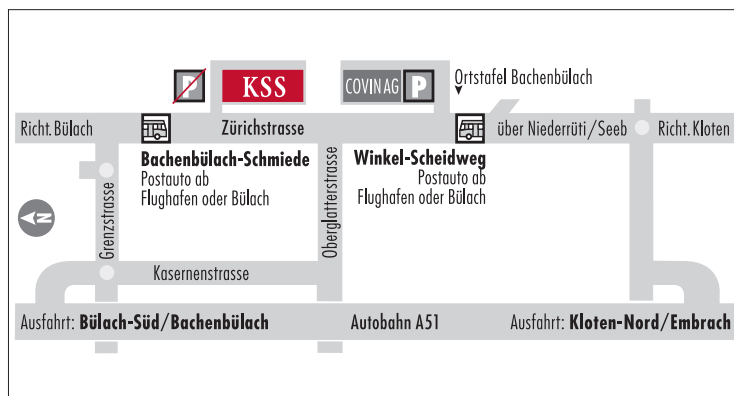 P
KSS
COVIN AG
P
Ortstafel Bachenbülach
Richt. Bülach
Zürichstrasse
über Niederrüti/Seeb
Richt. Kloten
Bachenbülach-Schmiede
Postauto ab
Flughafen oder Bülach
Winkel-Scheidweg
Postauto ab
Flughafen oder Bülach
Grenzstrasse
Oberglatterstrasse
N
Kasernenstrasse
Ausfahrt: Bülach-Süd/Bachenbülach
Autobahn A51
Ausfahrt: Kloten-Nord/Embrach